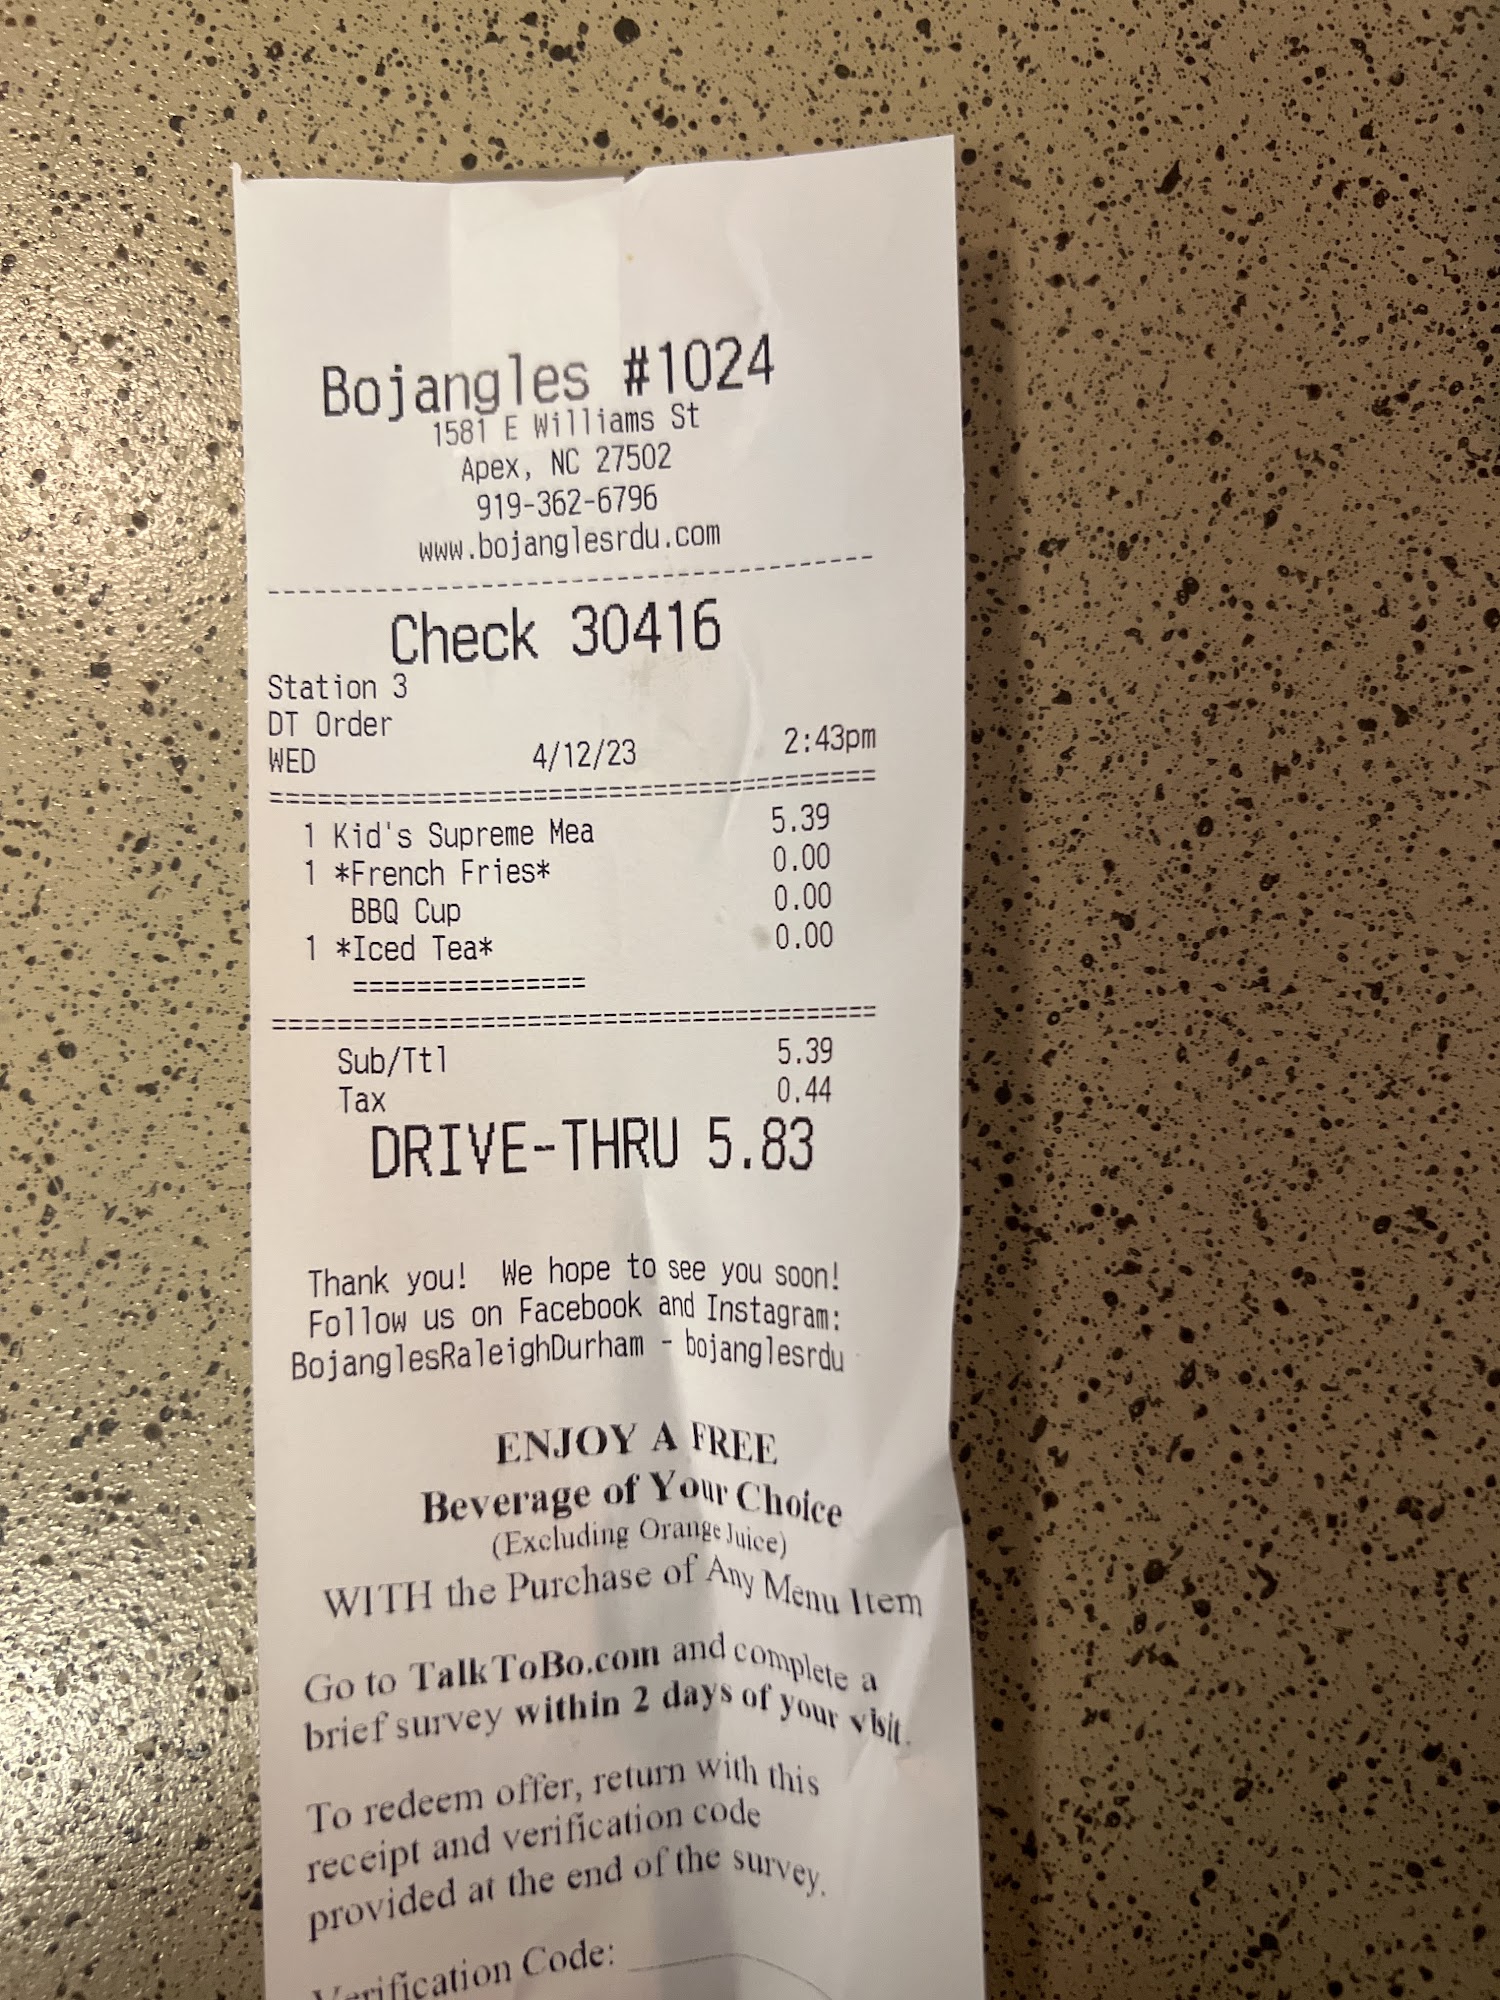 Bojangles #1024
1581 E Williams St
Apex, NC 27502
919-362-6796
www.bojanglesrdu.com
--------------------------------------
Check 30416
Station 3
DT Order
WED 4/12/23 2:43pm
======================================
1 Kid's Supreme Mea 5.39
1 *French Fries* 0.00
BBQ Cup 0.00
1 *Iced Tea* 0.00
===============
======================================
Sub/Ttl 5.39
Tax 0.44
DRIVE-THRU 5.83
Thank you! We hope to see you soon!
Follow us on Facebook and Instagram:
BojanglesRaleighDurham - bojanglesrdu
ENJOY A FREE
Beverage of Your Choice
(Excluding Orange Juice)
WITH the Purchase of Any Menu Item
Go to TalkToBo.com and complete a
brief survey within 2 days of your visit.
To redeem offer, return with this
receipt and verification code
provided at the end of the survey.
Verification Code: ________